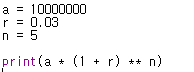 a = 10000000
r = 0.03
n = 5
print(a * (1 + r) ** n)